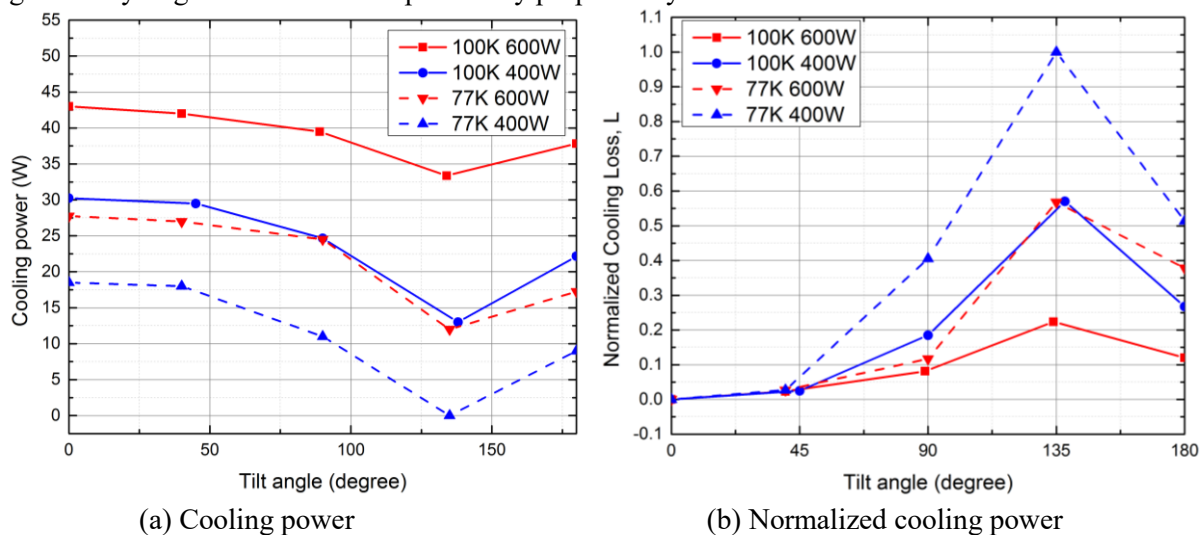 55
50
45
40
35
30
25
20
15
10
5
0
Cooling power (W)
100K 600W
100K 400W
77K 600W
77K 400W
0 50 100 150
Tilt angle (degree)
(a) Cooling power
1.1
1.0
0.9
0.8
0.7
0.6
0.5
0.4
0.3
0.2
0.1
0.0
-0.1
Normalized Cooling Loss, L
100K 600W
100K 400W
77K 600W
77K 400W
0 45 90 135 180
Tilt angle (degree)
(b) Normalized cooling power